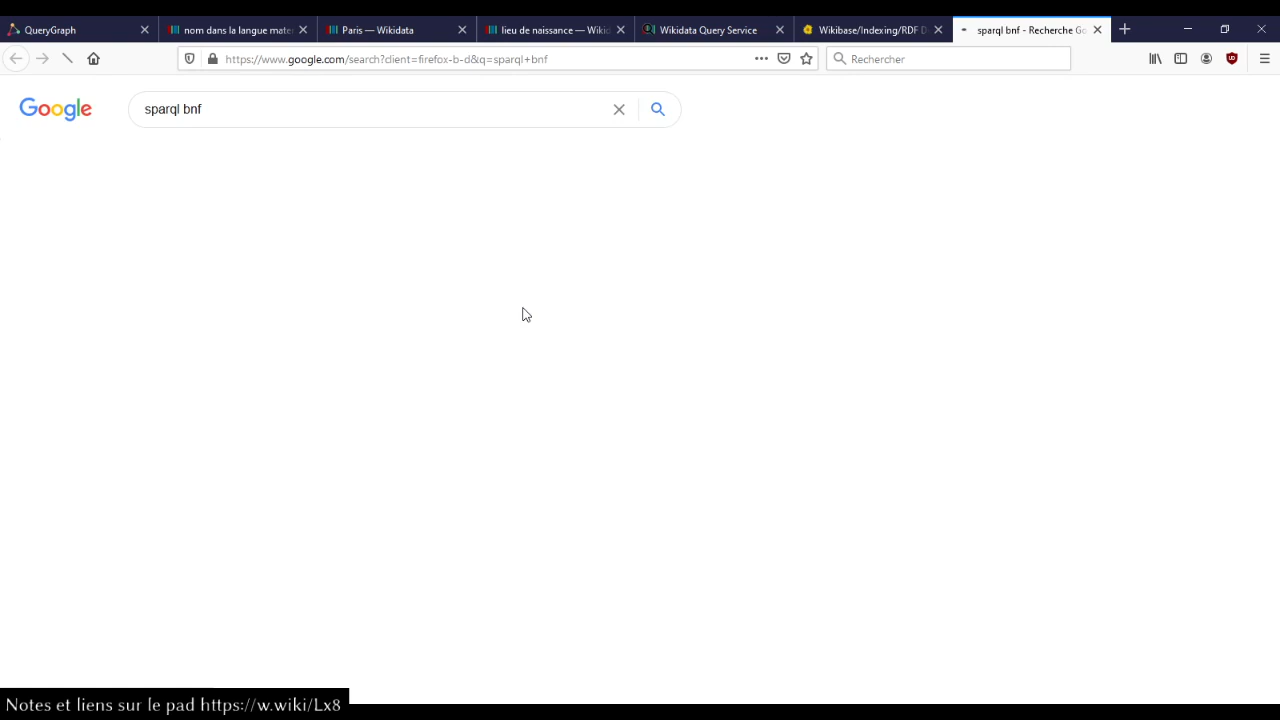 QueryGraph
nom dans la langue mater
Paris — Wikidata
lieu de naissance — Wikid
Wikidata Query Service
Wikibase/Indexing/RDF D
sparql bnf - Recherche Go
https://www.google.com/search?client=firefox-b-d&q=sparql+bnf
Rechercher
Google
sparql bnf
Notes et liens sur le pad https://w.wiki/Lx8